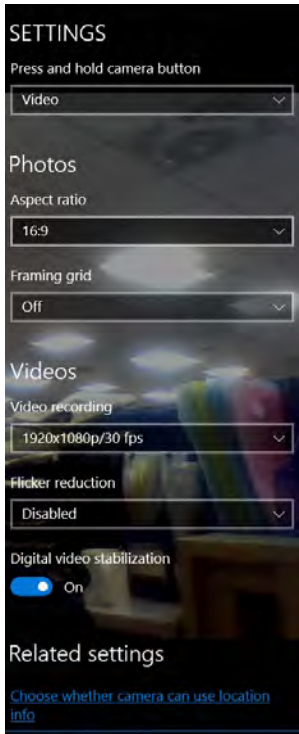 SETTINGS
Press and hold camera button
Video
Photos
Aspect ratio
16:9
Framing grid
Off
Videos
Video recording
1920x1080p/30 fps
Flicker reduction
Disabled
Digital video stabilization
On
Related settings
Choose whether camera can use location
info